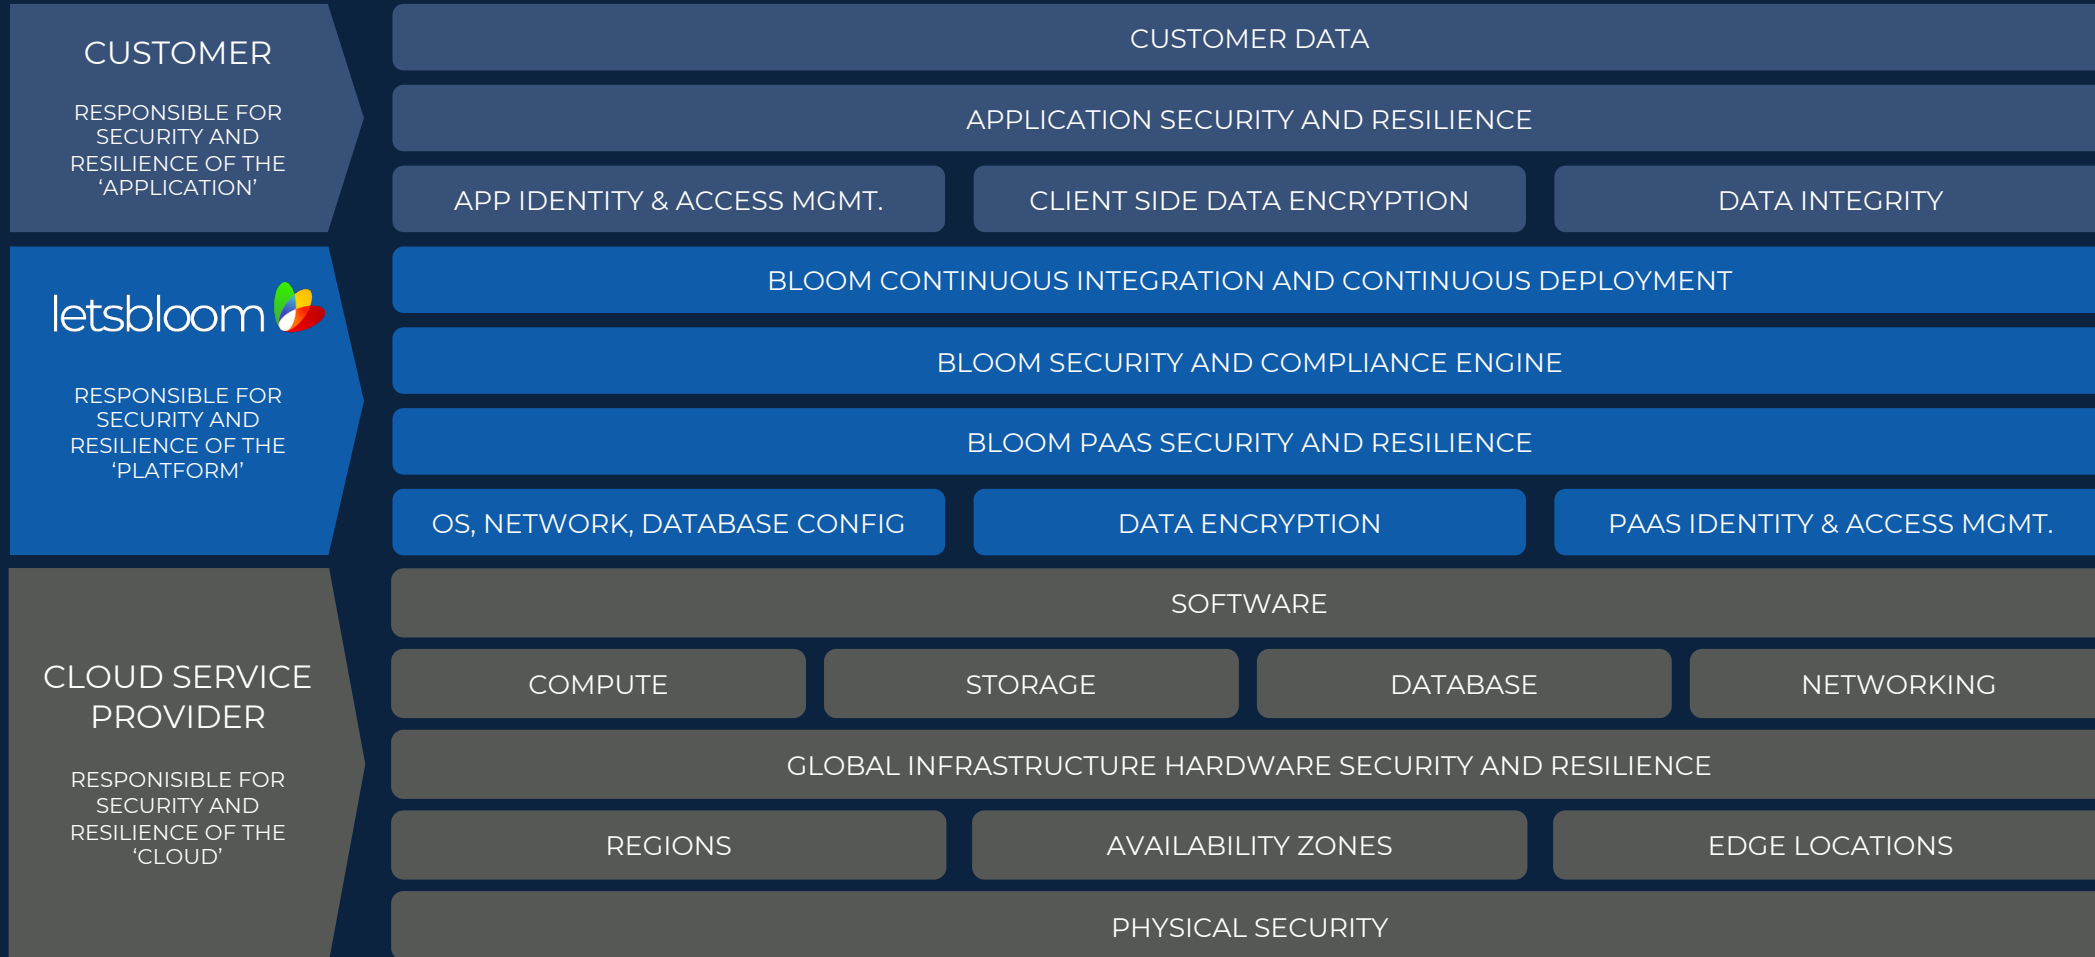 CUSTOMER
RESPONSIBLE FOR
SECURITY AND
RESILIENCE OF THE
‘APPLICATION’
CUSTOMER DATA
APPLICATION SECURITY AND RESILIENCE
APP IDENTITY & ACCESS MGMT.
CLIENT SIDE DATA ENCRYPTION
DATA INTEGRITY
letsbloom
RESPONSIBLE FOR
SECURITY AND
RESILIENCE OF THE
‘PLATFORM’
BLOOM CONTINUOUS INTEGRATION AND CONTINUOUS DEPLOYMENT
BLOOM SECURITY AND COMPLIANCE ENGINE
BLOOM PAAS SECURITY AND RESILIENCE
OS, NETWORK, DATABASE CONFIG
DATA ENCRYPTION
PAAS IDENTITY & ACCESS MGMT.
CLOUD SERVICE
PROVIDER
RESPONISIBLE FOR
SECURITY AND
RESILIENCE OF THE
‘CLOUD’
SOFTWARE
COMPUTE
STORAGE
DATABASE
NETWORKING
GLOBAL INFRASTRUCTURE HARDWARE SECURITY AND RESILIENCE
REGIONS
AVAILABILITY ZONES
EDGE LOCATIONS
PHYSICAL SECURITY